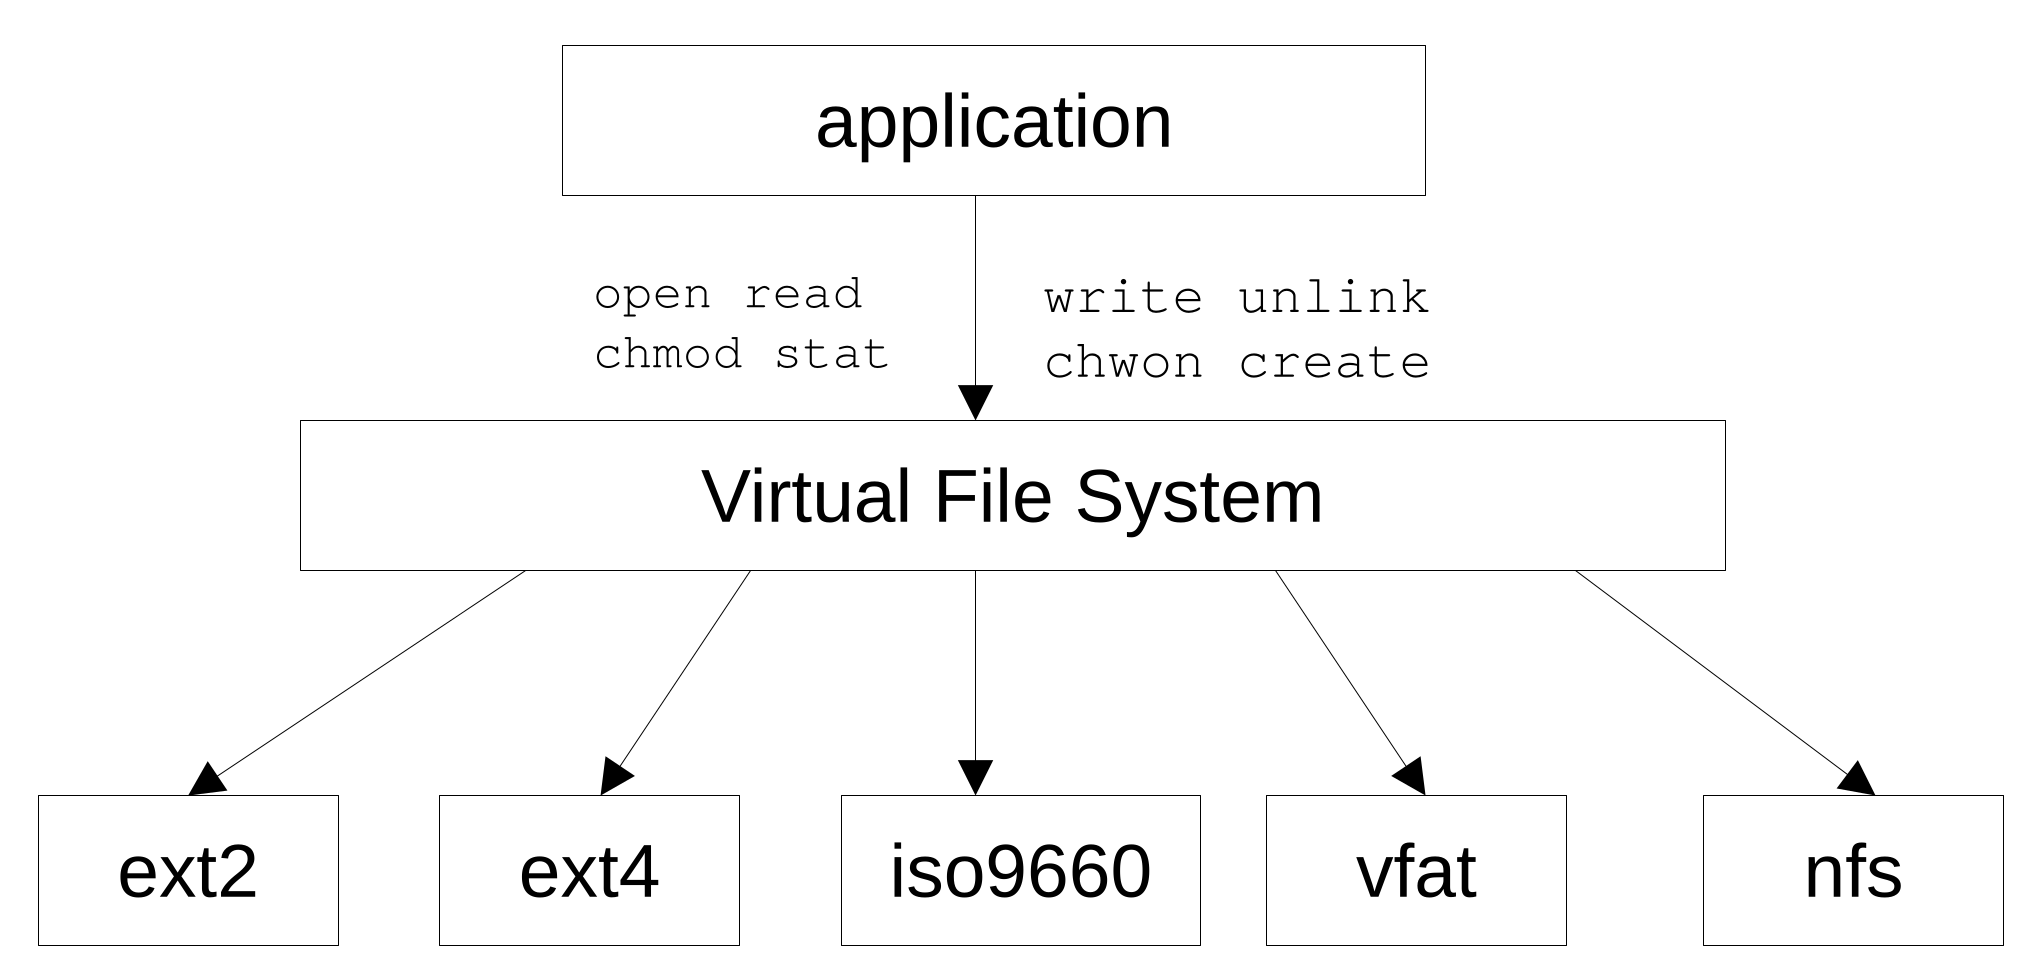 application
open read
chmod stat
write unlink
chwon create
Virtual File System
ext2
ext4
iso9660
vfat
nfs